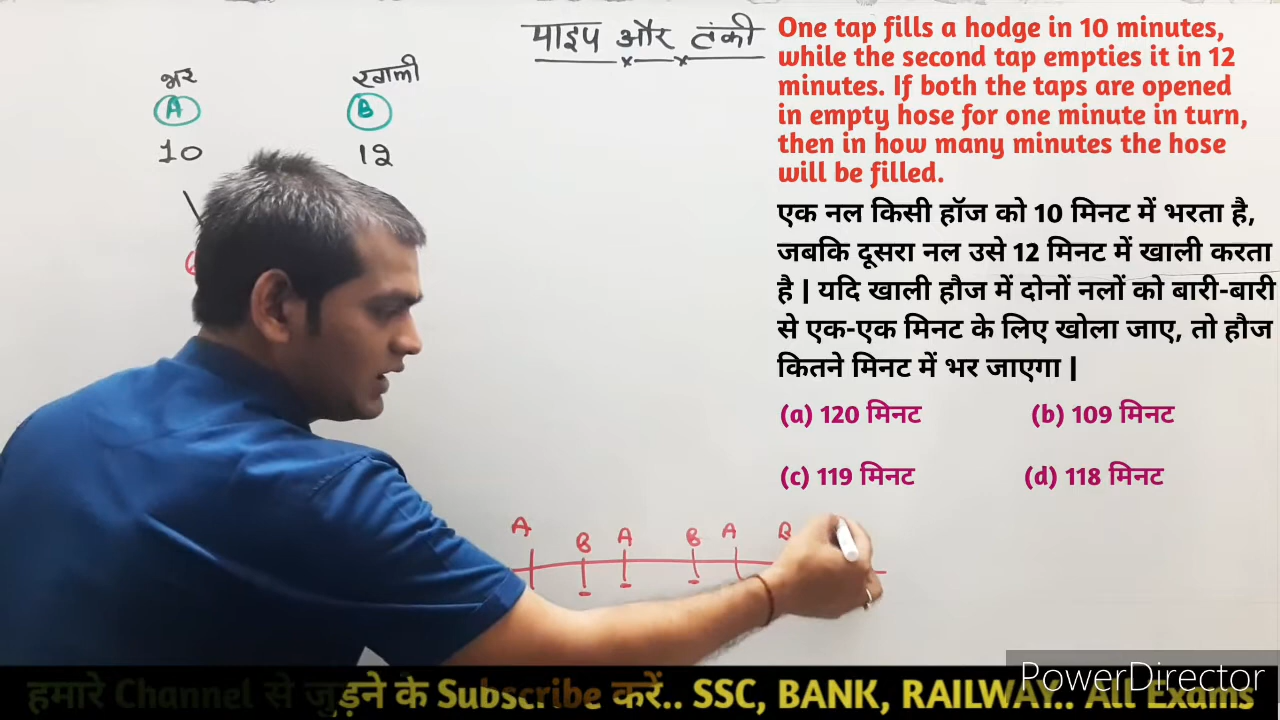 पाइप और टंकी
भर
A
10
खाली
B
12
One tap fills a hodge in 10 minutes,
while the second tap empties it in 12
minutes. If both the taps are opened
in empty hose for one minute in turn,
then in how many minutes the hose
will be filled.
एक नल किसी हॉज को 10 मिनट में भरता है,
जबकि दूसरा नल उसे 12 मिनट में खाली करता
है | यदि खाली हौज में दोनों नलों को बारी-बारी
से एक-एक मिनट के लिए खोला जाए, तो हौज
कितने मिनट में भर जाएगा |
(a) 120 मिनट (b) 109 मिनट
(c) 119 मिनट (d) 118 मिनट
A B A B A B
PowerDirector
हमारे Channel से जुड़ने के Subscribe करें.. SSC, BANK, RAILWAY.. All Exams